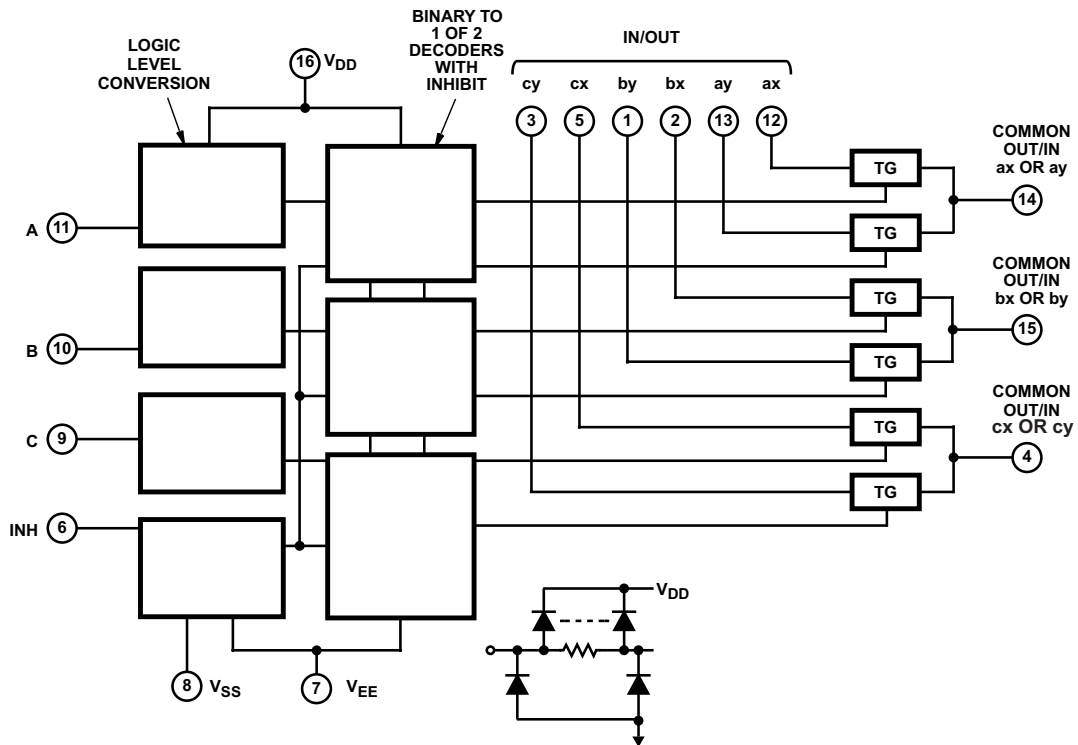 LOGIC
LEVEL
CONVERSION
16 VDD
BINARY TO
1 OF 2
DECODERS
WITH
INHIBIT
IN/OUT
cy cx by bx ay ax
3 5 1 2 13 12
COMMON
OUT/IN
ax OR ay
14
TG
TG
A 11
COMMON
OUT/IN
bx OR by
15
TG
TG
B 10
COMMON
OUT/IN
cx OR cy
4
TG
TG
C 9
INH 6
8 VSS
7 VEE
VDD